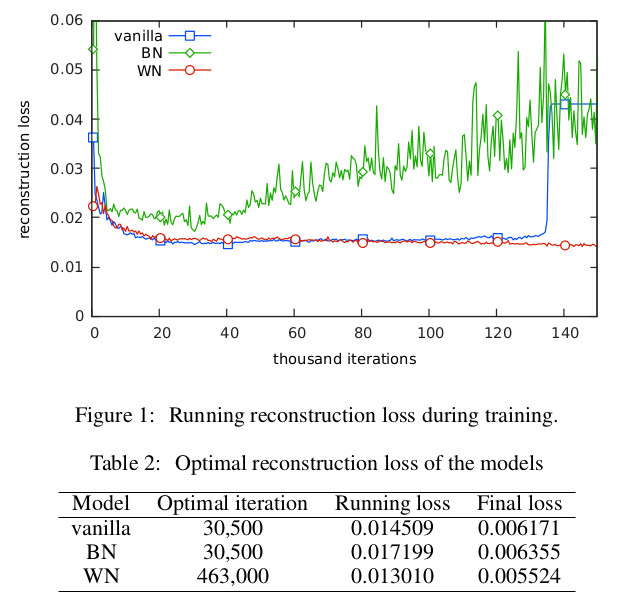 0.06
0.05
0.04
0.03
0.02
0.01
0
reconstruction loss
vanilla
BN
WN
0 20 40 60 80 100 120 140
thousand iterations
Figure 1: Running reconstruction loss during training.
Table 2: Optimal reconstruction loss of the models
Model Optimal iteration Running loss Final loss
vanilla 30,500 0.014509 0.006171
BN 30,500 0.017199 0.006355
WN 463,000 0.013010 0.005524